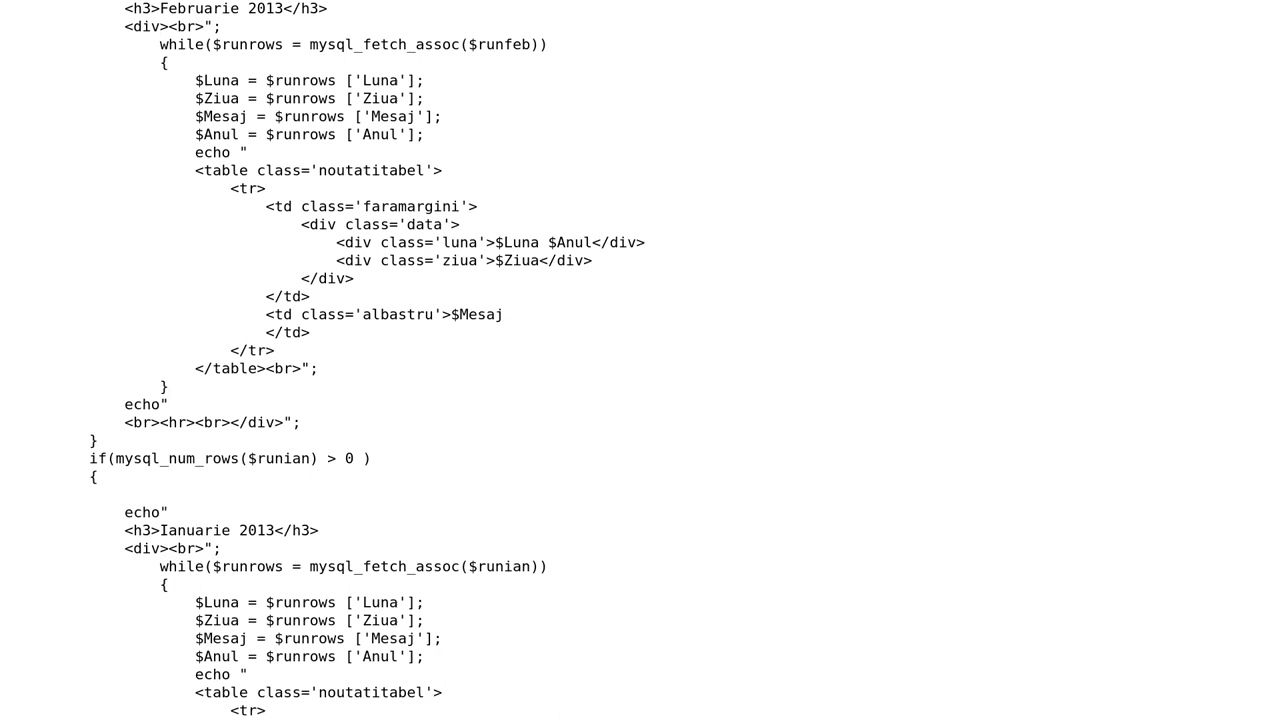 <h3>Februarie 2013</h3>
<div><br>";
while($runrows = mysql_fetch_assoc($runfeb))
{
$Luna = $runrows ['Luna'];
$Ziua = $runrows ['Ziua'];
$Mesaj = $runrows ['Mesaj'];
$Anul = $runrows ['Anul'];
echo "
<table class='noutatitabel'>
<tr>
<td class='faramargini'>
<div class='data'>
<div class='luna'>$Luna $Anul</div>
<div class='ziua'>$Ziua</div>
</div>
</td>
<td class='albastru'>$Mesaj
</td>
</tr>
</table><br>";
}
echo"
<br><hr><br></div>";
}
if(mysql_num_rows($runian) > 0 )
{
echo"
<h3>Ianuarie 2013</h3>
<div><br>";
while($runrows = mysql_fetch_assoc($runian))
{
$Luna = $runrows ['Luna'];
$Ziua = $runrows ['Ziua'];
$Mesaj = $runrows ['Mesaj'];
$Anul = $runrows ['Anul'];
echo "
<table class='noutatitabel'>
<tr>